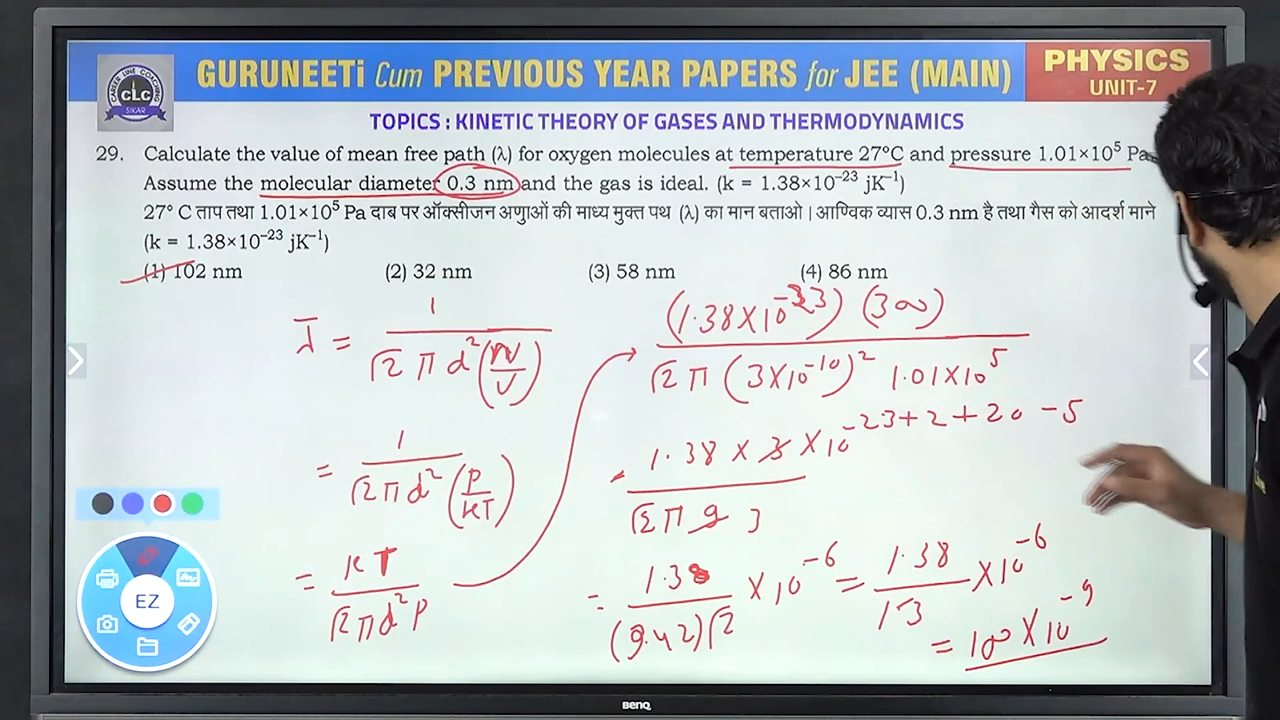 GURUNEETi Cum PREVIOUS YEAR PAPERS for JEE (MAIN)
PHYSICS
UNIT-7
CAREER LINE COACHING
CLC
SIKAR
TOPICS : KINETIC THEORY OF GASES AND THERMODYNAMICS
29. Calculate the value of mean free path (λ) for oxygen molecules at temperature 27°C and pressure 1.01×10⁵ Pa.
Assume the molecular diameter 0.3 nm and the gas is ideal. (k = 1.38×10⁻²³ jK⁻¹)
27° C ताप तथा 1.01×10⁵ Pa दाब पर ऑक्सीजन अणुओं की माध्य मुक्त पथ (λ) का मान बताओ। आण्विक व्यास 0.3 nm है तथा गैस को आदर्श माने
(k = 1.38×10⁻²³ jK⁻¹)
(1) 102 nm (2) 32 nm (3) 58 nm (4) 86 nm
λ̄ = 1 / √2 π d² (N/V)
= 1 / √2 π d² (P/KT)
= KT / √2 π d² P
(1.38×10⁻²³) (300) / √2 π (3×10⁻¹⁰)² 1.01×10⁵
= 1.38 × 3 × 10⁻²³⁺²⁺²⁰⁻⁵ / √2 π 9 3
= 1.38 / (9.42)√2 × 10⁻⁶ = 1.38 / 13 × 10⁻⁶
= 100 × 10⁻⁹
EZ
BenQ